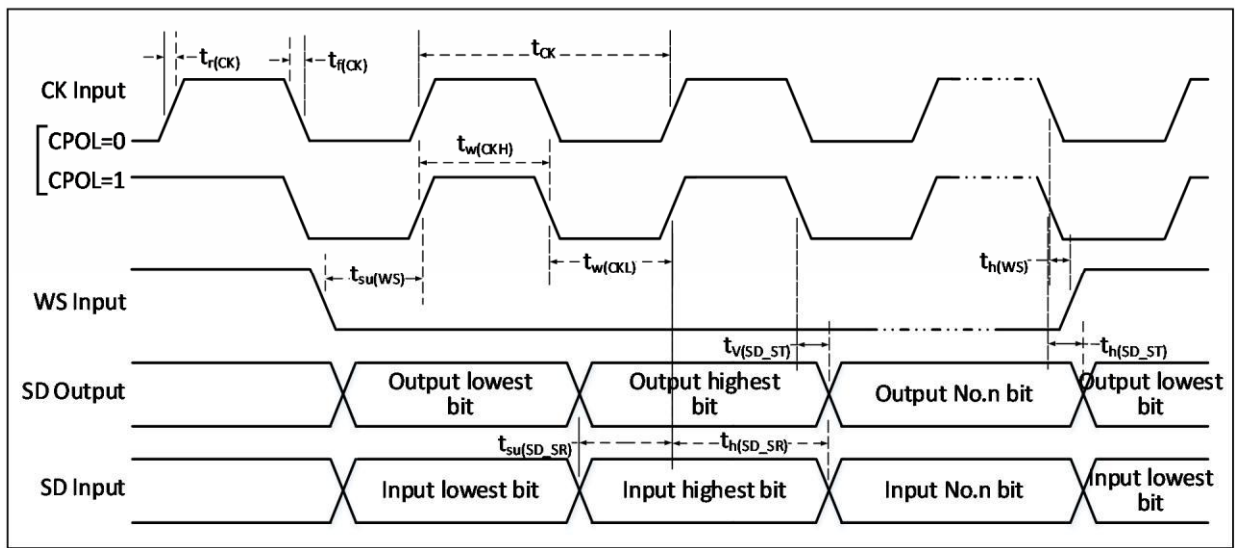 tr(CK)
tf(CK)
tCK
CK Input
CPOL=0
tw(CKH)
CPOL=1
tsu(WS)
tw(CKL)
th(WS)
WS Input
tV(SD_ST)
th(SD_ST)
SD Output
Output lowest
bit
Output highest
bit
Output No.n bit
Output lowest
bit
tsu(SD_SR)
th(SD_SR)
SD Input
Input lowest bit
Input highest bit
Input No.n bit
Input lowest
bit